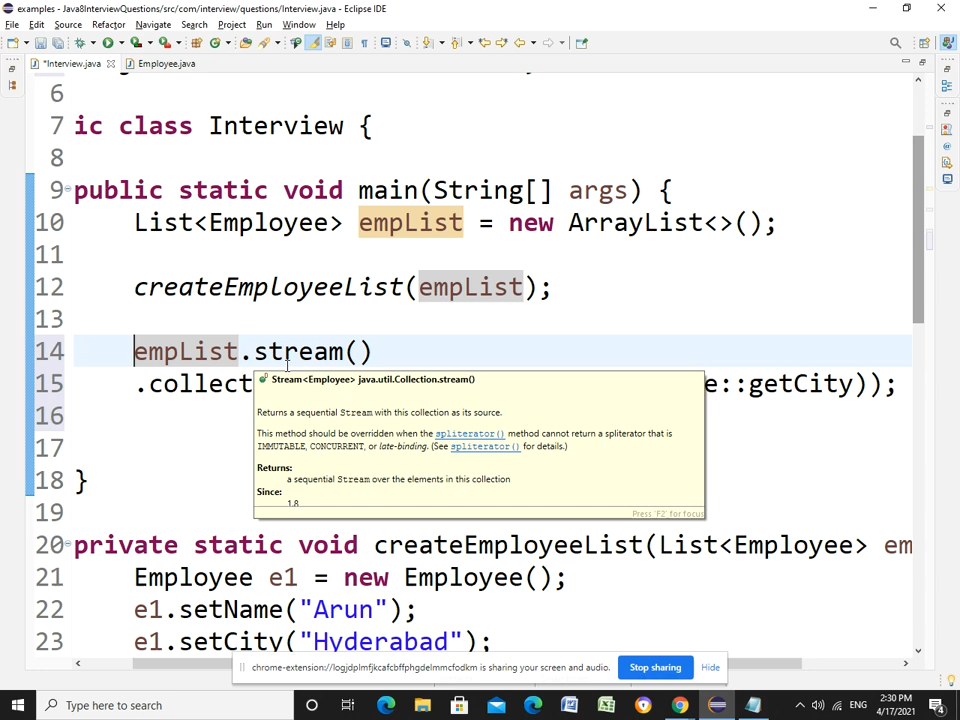 examples - Java8InterviewQuestions/src/com/interview/questions/Interview.java - Eclipse IDE
File Edit Source Refactor Navigate Search Project Run Window Help
*Interview.java Employee.java
6
7 ic class Interview {
8
9 public static void main(String[] args) {
10 List<Employee> empList = new ArrayList<>();
11
12 createEmployeeList(empList);
13
14 empList.stream()
15 .collect e::getCity));
16
17
18 }
19
20 private static void createEmployeeList(List<Employee> em
21 Employee e1 = new Employee();
22 e1.setName("Arun");
23 e1.setCity("Hyderabad");
Stream<Employee> java.util.Collection.stream()
Returns a sequential Stream with this collection as its source.
This method should be overridden when the spliterator() method cannot return a spliterator that is
IMMUTABLE, CONCURRENT, or late-binding. (See spliterator() for details.)
Returns:
a sequential Stream over the elements in this collection
Since:
1.8
Press 'F2' for focus
chrome-extension://logjdplmfjkcafcbffphgdelmmcfodkm is sharing your screen and audio. Stop sharing Hide
Type here to search
2:30 PM
4/17/2021
4